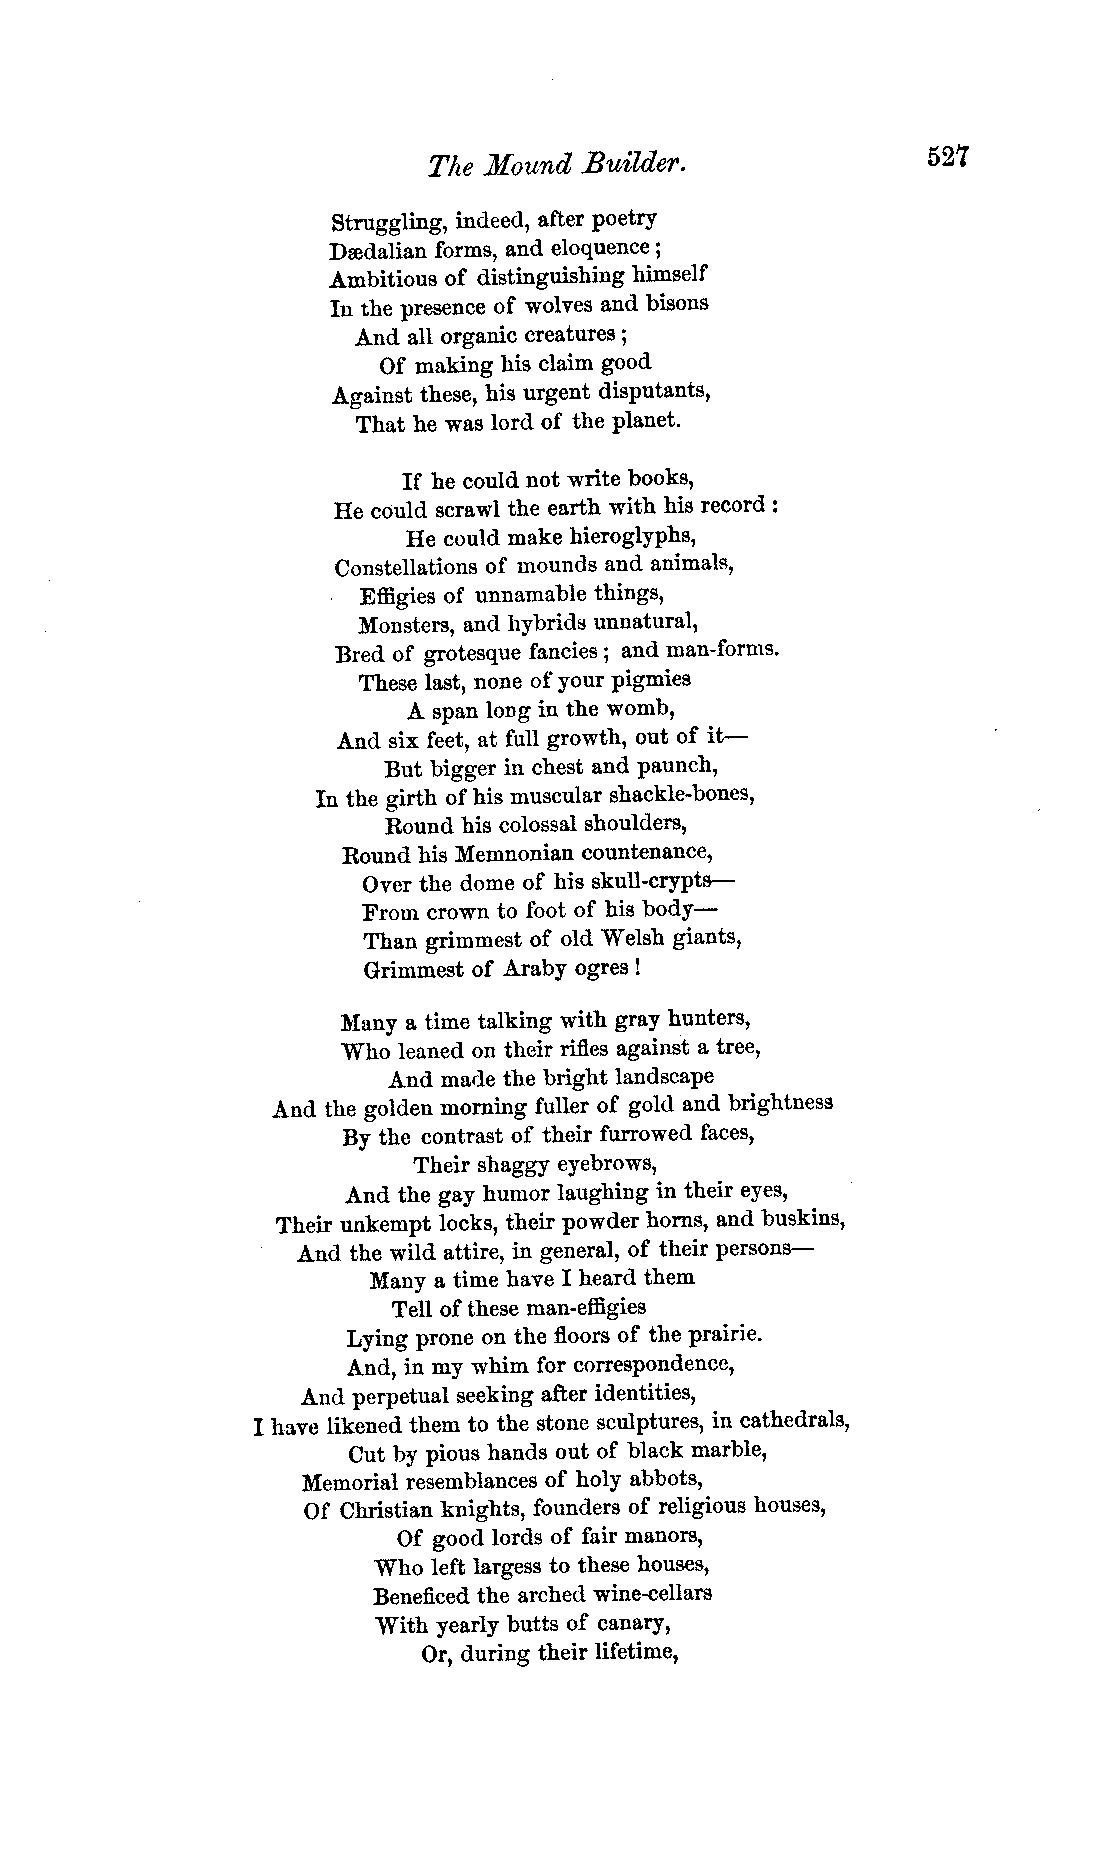 The Mound Builder. 527
Struggling, indeed, after poetry
Dædalian forms, and eloquence;
Ambitious of distinguishing himself
In the presence of wolves and bisons
And all organic creatures;
Of making his claim good
Against these, his urgent disputants,
That he was lord of the planet.
If he could not write books,
He could scrawl the earth with his record:
He could make hieroglyphs,
Constellations of mounds and animals,
Effigies of unnamable things,
Monsters, and hybrids unnatural,
Bred of grotesque fancies; and man-forms.
These last, none of your pigmies
A span long in the womb,
And six feet, at full growth, out of it—
But bigger in chest and paunch,
In the girth of his muscular shackle-bones,
Round his colossal shoulders,
Round his Memnonian countenance,
Over the dome of his skull-crypts—
From crown to foot of his body—
Than grimmest of old Welsh giants,
Grimmest of Araby ogres!
Many a time talking with gray hunters,
Who leaned on their rifles against a tree,
And made the bright landscape
And the golden morning fuller of gold and brightness
By the contrast of their furrowed faces,
Their shaggy eyebrows,
And the gay humor laughing in their eyes,
Their unkempt locks, their powder horns, and buskins,
And the wild attire, in general, of their persons—
Many a time have I heard them
Tell of these man-effigies
Lying prone on the floors of the prairie.
And, in my whim for correspondence,
And perpetual seeking after identities,
I have likened them to the stone sculptures, in cathedrals,
Cut by pious hands out of black marble,
Memorial resemblances of holy abbots,
Of Christian knights, founders of religious houses,
Of good lords of fair manors,
Who left largess to these houses,
Beneficed the arched wine-cellars
With yearly butts of canary,
Or, during their lifetime,